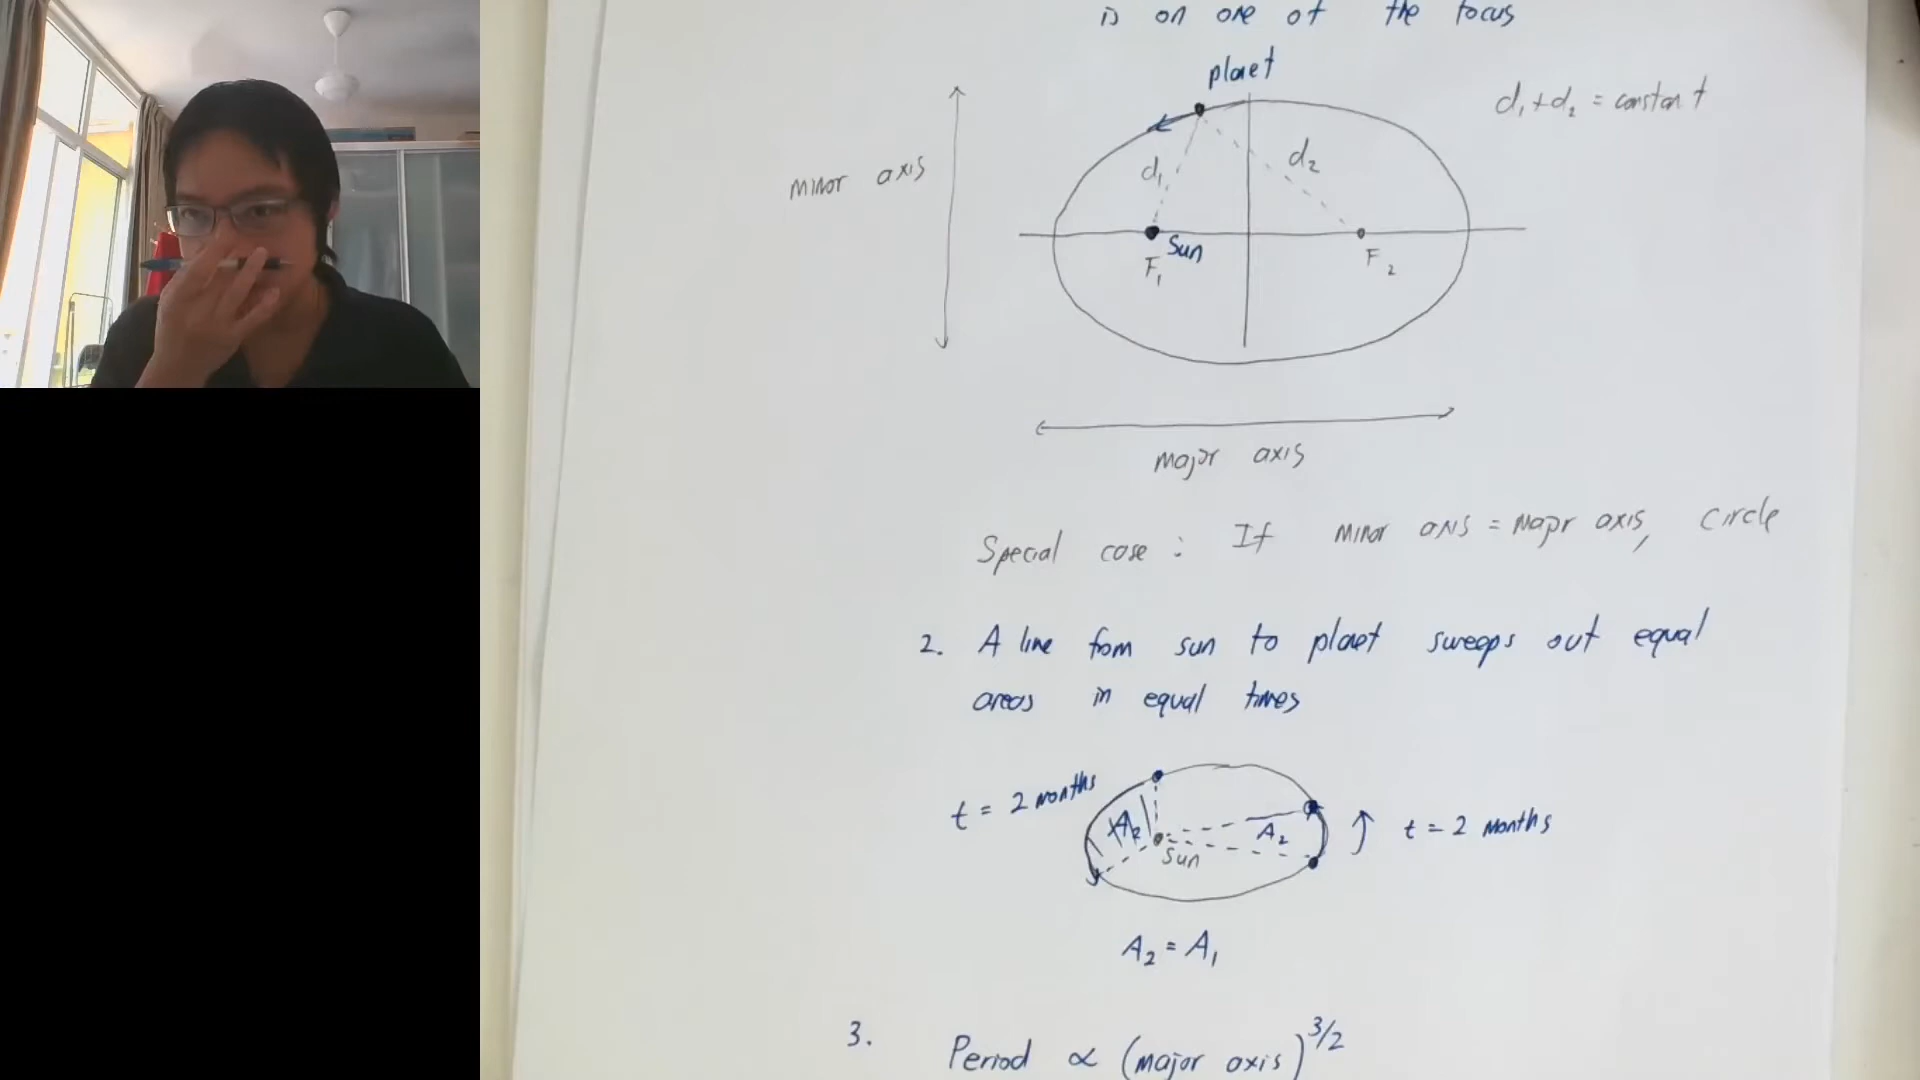 is on one of the focus
planet
d₁+d₂ = constant
minor axis
d₁
d₂
Sun
F₁
F₂
major axis
Special case : If minor axis = major axis, circle
2. A line from sun to planet sweeps out equal
areas in equal times
t = 2 months
A₂
t = 2 months
Sun
A₂ = A₁
3. Period ∝ (major axis)^3/2